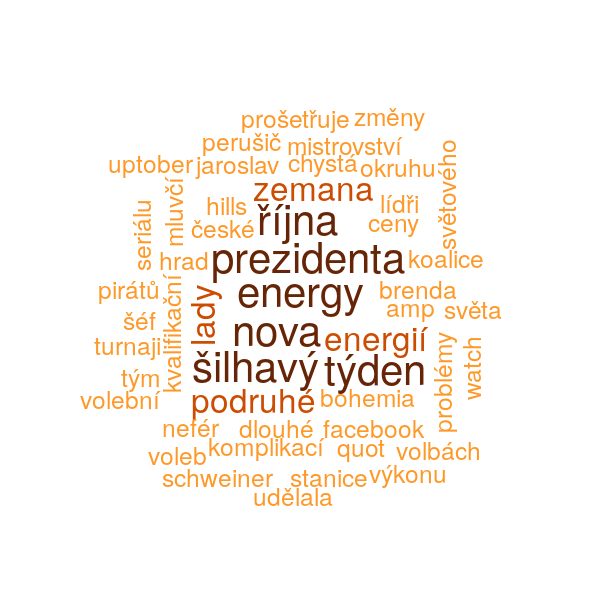 prošetřuje změny
perušič mistrovství
uptober jaroslav chystá okruhu
světového
zemana
mluvčí
hills
lídři
seriálu
října
české
ceny
hrad
prezidenta
koalice
pirátů
kvalifikační
energy
brenda
lady
amp
světa
šéf
nova
energií
turnaji
problémy
watch
šilhavý týden
tým
volební
podruhé
bohemia
nefér
dlouhé facebook
voleb
komplikací
quot
volbách
schweiner
stanice
výkonu
udělala